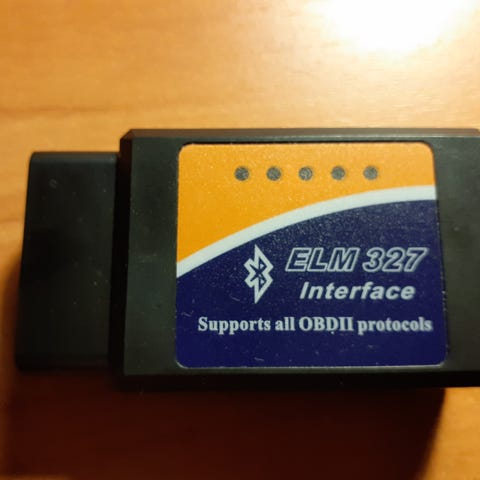 ELM 327
Interface
Supports all OBDII protocols